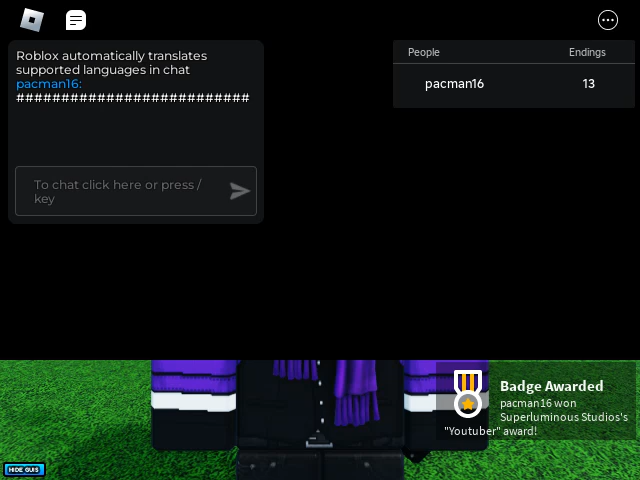 Roblox automatically translates
supported languages in chat
pacman16:
##########################
To chat click here or press /
key
People Endings
pacman16 13
Badge Awarded
pacman16 won
Superluminous Studios's
"Youtuber" award!
HIDE GUIS